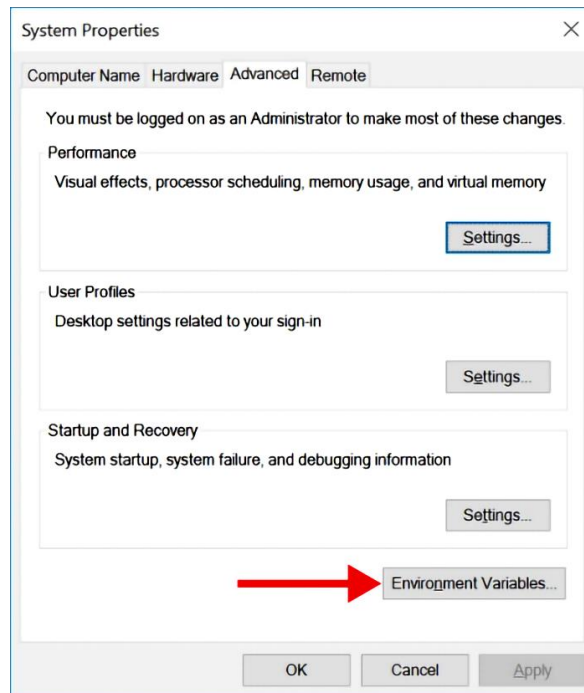 System Properties
Computer Name Hardware Advanced Remote
You must be logged on as an Administrator to make most of these changes.
Performance
Visual effects, processor scheduling, memory usage, and virtual memory
Settings...
User Profiles
Desktop settings related to your sign-in
Settings...
Startup and Recovery
System startup, system failure, and debugging information
Settings...
Environment Variables...
OK Cancel Apply